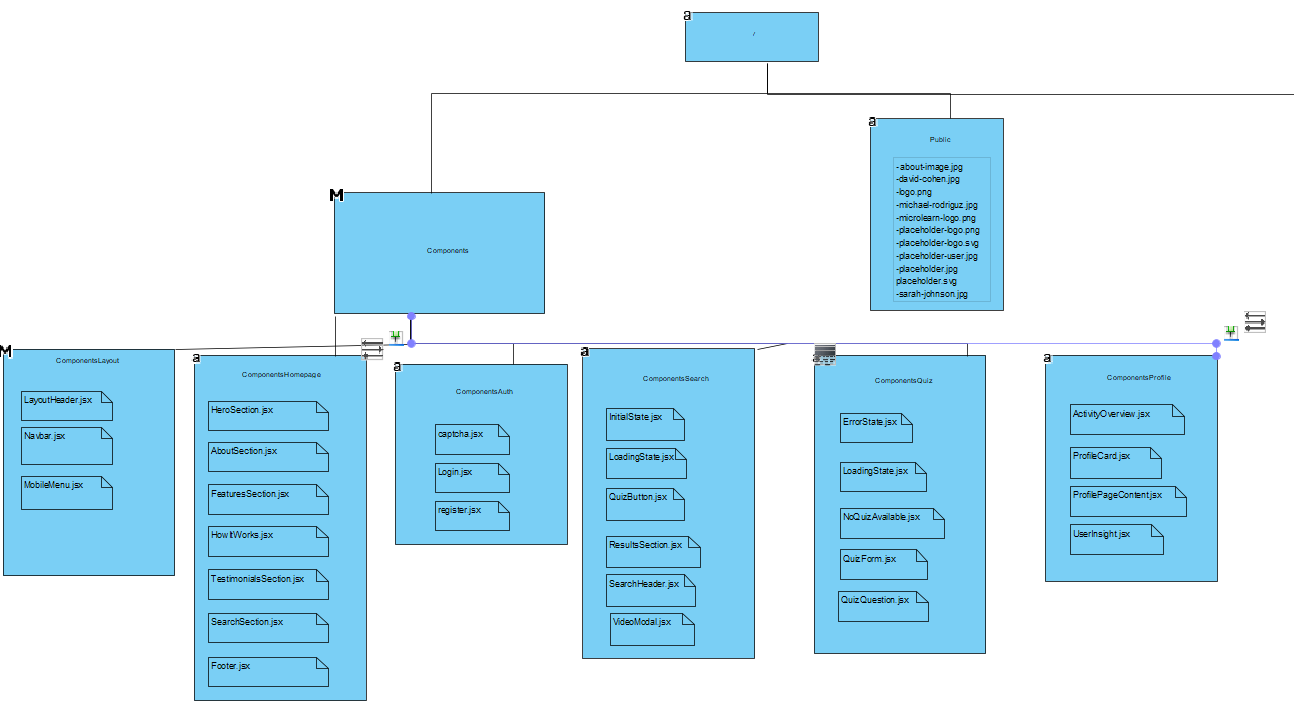 a
/
a
Public
-about-image.jpg
-david-cohen.jpg
-logo.png
-michael-rodriguz.jpg
-microlearn-logo.png
-placeholder-logo.png
-placeholder-logo.svg
-placeholder-user.jpg
-placeholder.jpg
placeholder.svg
-sarah-johnson.jpg
M
Components
M
ComponentsLayout
LayoutHeader.jsx
Navbar.jsx
MobileMenu.jsx
a
ComponentsHomepage
HeroSection.jsx
AboutSection.jsx
FeaturesSection.jsx
HowItWorks.jsx
TestimonialsSection.jsx
SearchSection.jsx
Footer.jsx
a
ComponentsAuth
captcha.jsx
Login.jsx
register.jsx
a
ComponentsSearch
InitialState.jsx
LoadingState.jsx
QuizButton.jsx
ResultsSection.jsx
SearchHeader.jsx
VideoModal.jsx
a
ComponentsQuiz
ErrorState.jsx
LoadingState.jsx
NoQuizAvailable.jsx
QuizForm.jsx
QuizQuestion.jsx
a
ComponentsProfile
ActivityOverview.jsx
ProfileCard.jsx
ProfilePageContent.jsx
UserInsight.jsx